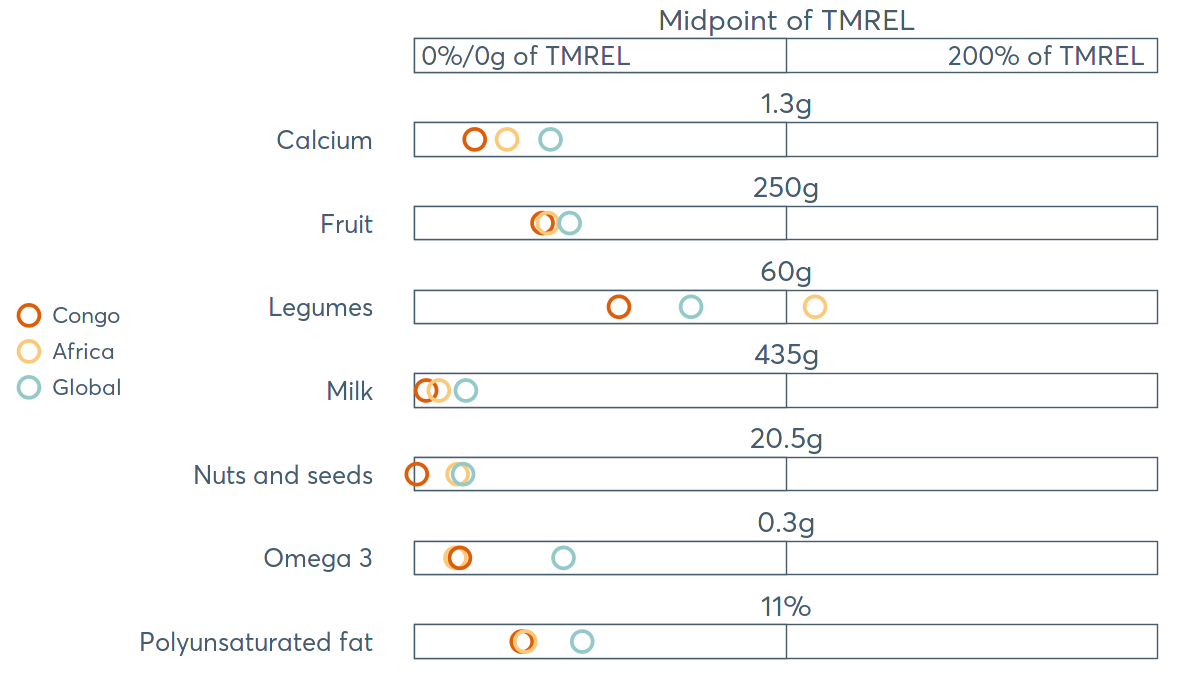 Midpoint of TMREL
0%/0g of TMREL
200% of TMREL
1.3g
Calcium
250g
Fruit
60g
Legumes
435g
Milk
20.5g
Nuts and seeds
0.3g
Omega 3
11%
Polyunsaturated fat
Congo
Africa
Global